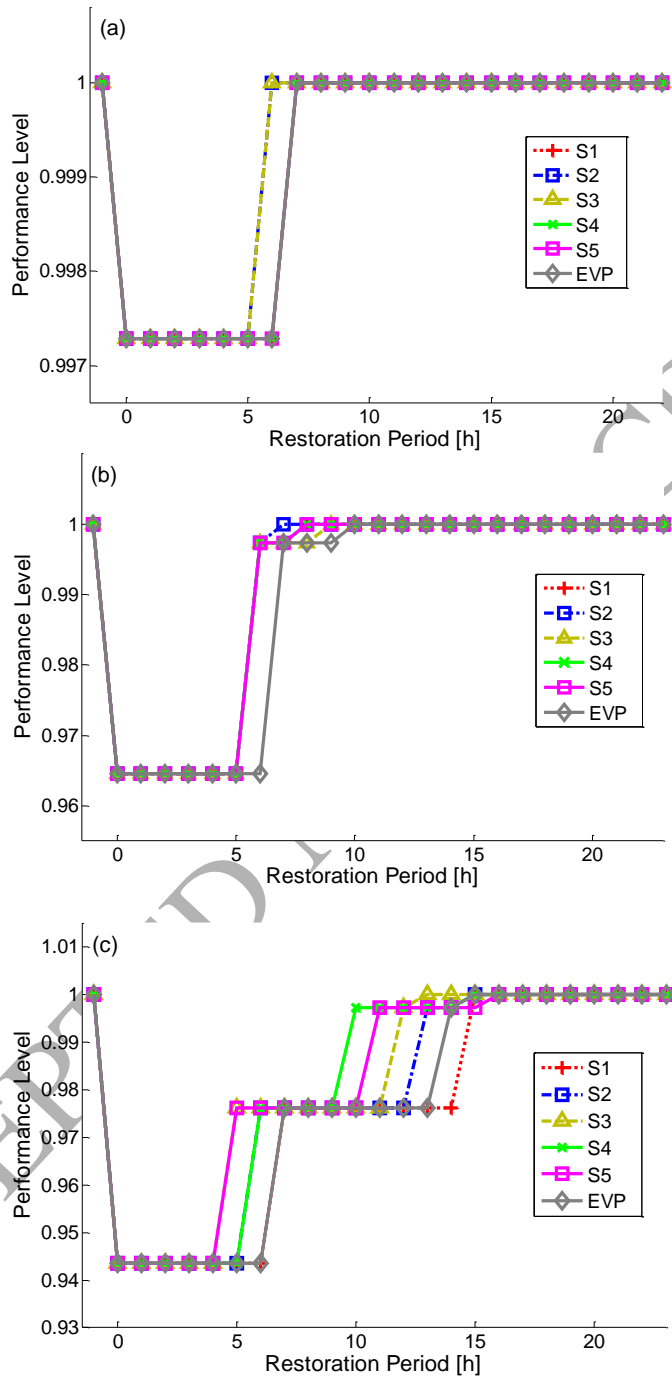 (a)
1
0.999
0.998
0.997
Performance Level
0 5 10 15 20
Restoration Period [h]
S1
S2
S3
S4
S5
EVP
(b)
1
0.99
0.98
0.97
0.96
Performance Level
0 5 10 15 20
Restoration Period [h]
S1
S2
S3
S4
S5
EVP
(c)
1.01
1
0.99
0.98
0.97
0.96
0.95
0.94
0.93
Performance Level
0 5 10 15 20
Restoration Period [h]
S1
S2
S3
S4
S5
EVP